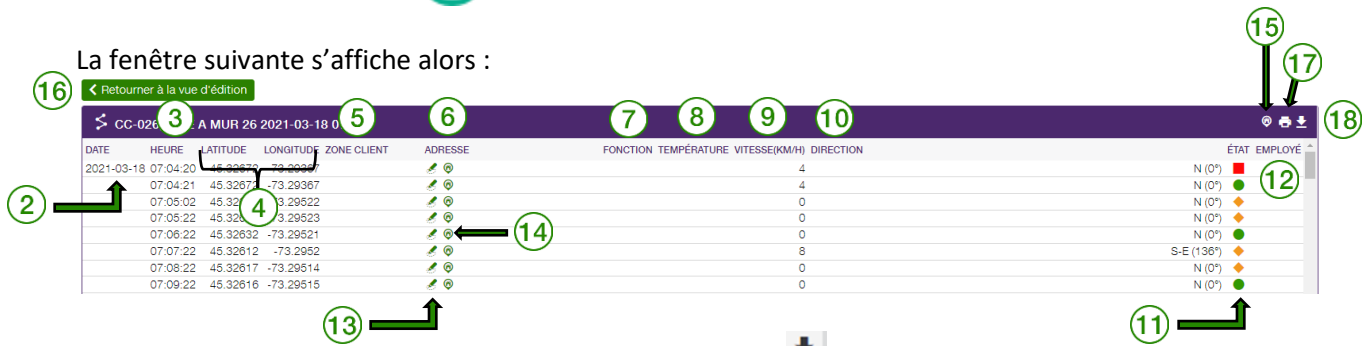 La fenêtre suivante s'affiche alors :
15
17
16 Retourner à la vue d'édition
3 5 6 7 8 9 10 18
A MUR 26 2021-03-18
DATE HEURE LATITUDE LONGITUDE ZONE CLIENT ADRESSE FONCTION TEMPÉRATURE VITESSE(KM/H) DIRECTION ÉTAT EMPLOYÉ
2021-03-18 07:04:20 45.32672 -73.29367 4 N (0°)
07:04:21 45.32672 -73.29367 4 N (0°) 12
2 07:05:02 4 0 N (0°)
07:05:22 0 N (0°)
07:06:22 45.32632 -73.29521 14 0 N (0°)
07:07:22 45.32612 -73.2952 8 S-E (136°)
07:08:22 45.32617 -73.29514 0 N (0°)
07:09:22 45.32616 -73.29515 0 N (0°)
13 11